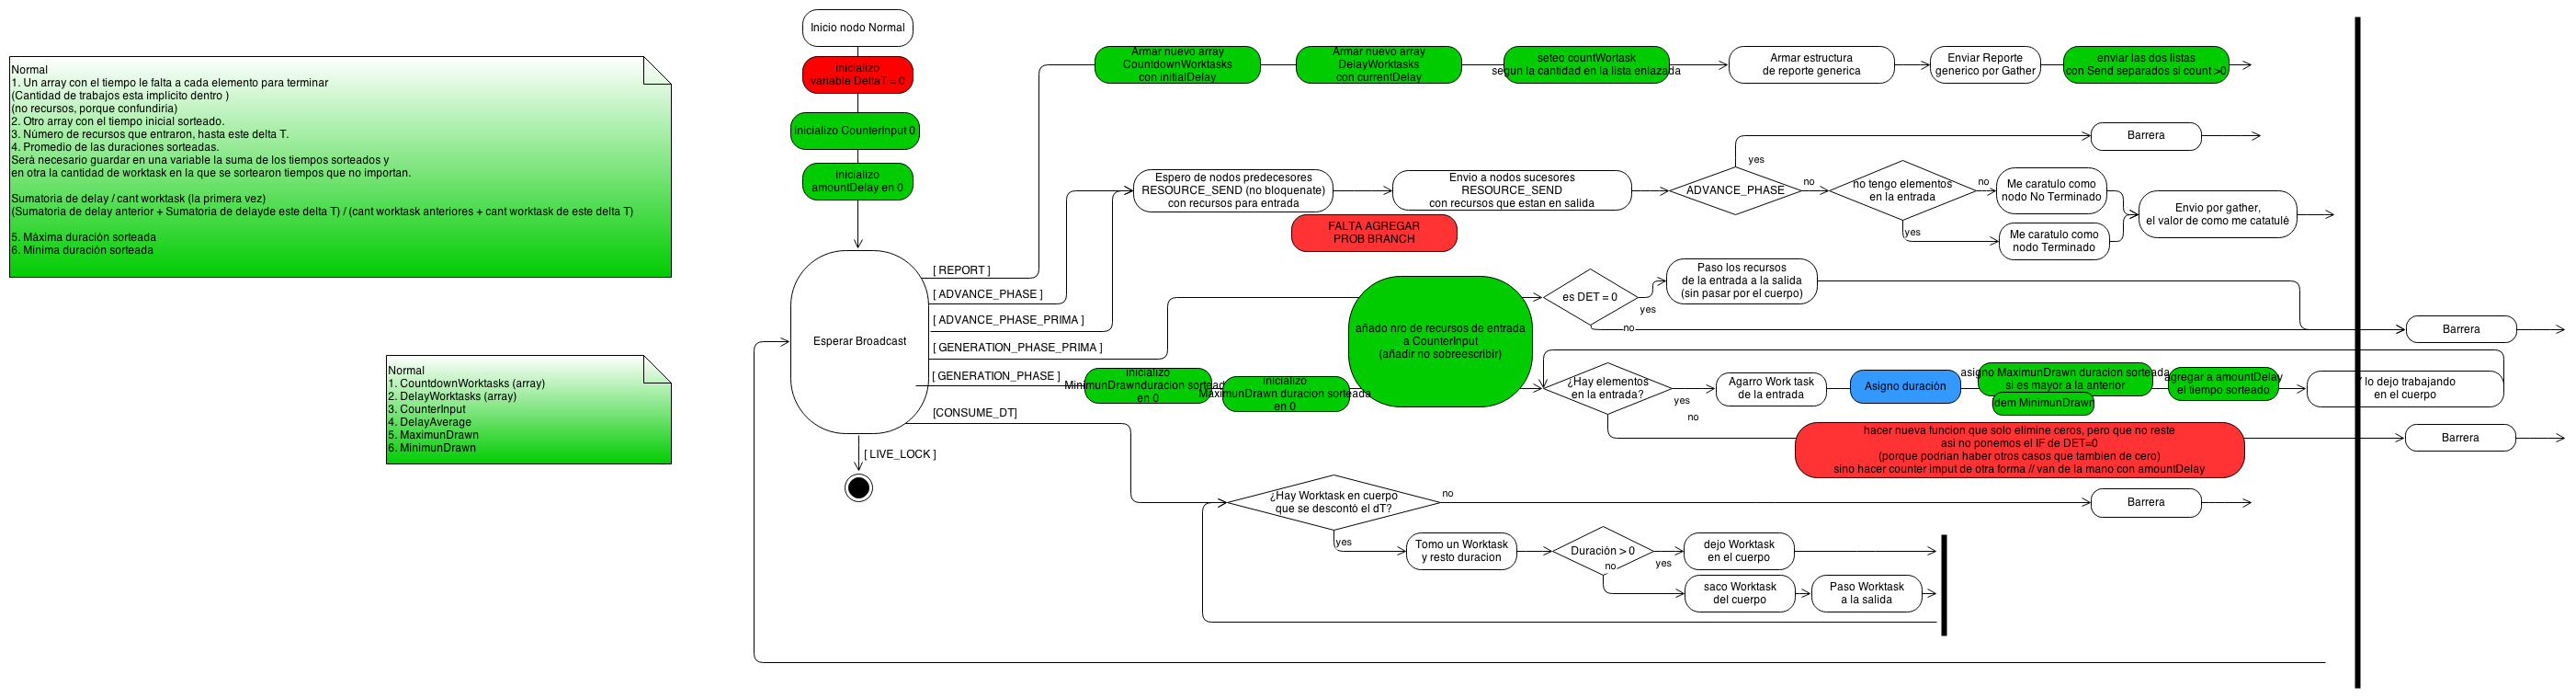 Normal
1. Un array con el tiempo le falta a cada elemento para terminar
(Cantidad de trabajos esta implicito dentro )
(no recursos, porque confundiria)
2. Otro array con el tiempo inicial sorteado.
3. Número de recursos que entraron, hasta este delta T.
4. Promedio de las duraciones sorteadas.
Será necesario guardar en una variable la suma de los tiempos sorteados y
en otra la cantidad de worktask en la que se sortearon tiempos que no importan.
Sumatoria de delay / cant worktask (la primera vez)
(Sumatoria de delay anterior + Sumatoria de delayde este delta T) / (cant worktask anteriores + cant worktask de este delta T)
5. Máxima duración sorteada
6. Minima duración sorteada
Normal
1. CountdownWorktasks (array)
2. DelayWorktasks (array)
3. CounterInput
4. DelayAverage
5. MaximunDrawn
6. MinimunDrawn
Inicio nodo Normal
inicializo
variable DeltaT = 0
inicializo CounterInput 0
inicializo
amountDelay en 0
Esperar Broadcast
[ REPORT ]
[ ADVANCE_PHASE ]
[ ADVANCE_PHASE_PRIMA ]
[ GENERATION_PHASE_PRIMA ]
[ GENERATION_PHASE ]
[CONSUME_DT]
[ LIVE_LOCK ]
Armar nuevo array
CountdownWorktasks
con initialDelay
Armar nuevo array
DelayWorktasks
con currentDelay
seteo countWortask
segun la cantidad en la lista enlazada
Armar estructura
de reporte generica
Enviar Reporte
generico por Gather
enviar las dos listas
con Send separados si count >0
Espero de nodos predecesores
RESOURCE_SEND (no bloquenate)
con recursos para entrada
Envio a nodos sucesores
RESOURCE_SEND
con recursos que estan en salida
FALTA AGREGAR
PROB BRANCH
ADVANCE_PHASE
yes
Barrera
no
no tengo elementos
en la entrada
no
Me caratulo como
nodo No Terminado
yes
Me caratulo como
nodo Terminado
Envio por gather,
el valor de como me catatulé
añado nro de recursos de entrada
a CounterInput
(añadir no sobreescribir)
es DET = 0
yes
Paso los recursos
de la entrada a la salida
(sin pasar por el cuerpo)
no
Barrera
inicializo
MinimunDrawnduracion sorteada
en 0
inicializo
MaximunDrawn duracion sorteada
en 0
¿Hay elementos
en la entrada?
yes
no
Agarro Work task
de la entrada
Asigno duración
asigno MaximunDrawn duracion sorteada
si es mayor a la anterior
idem MinimunDrawn
agregar a amountDelay
el tiempo sorteado
Y lo dejo trabajando
en el cuerpo
hacer nueva funcion que solo elimine ceros, pero que no reste
asi no ponemos el IF de DET=0
(porque podrian haber otros casos que tambien de cero)
sino hacer counter imput de otra forma // van de la mano con amountDelay
Barrera
¿Hay Worktask en cuerpo
que se descontó el dT?
no
Barrera
yes
Tomo un Worktask
y resto duracion
Duración > 0
yes
no
dejo Worktask
en el cuerpo
saco Worktask
del cuerpo
Paso Worktask
a la salida